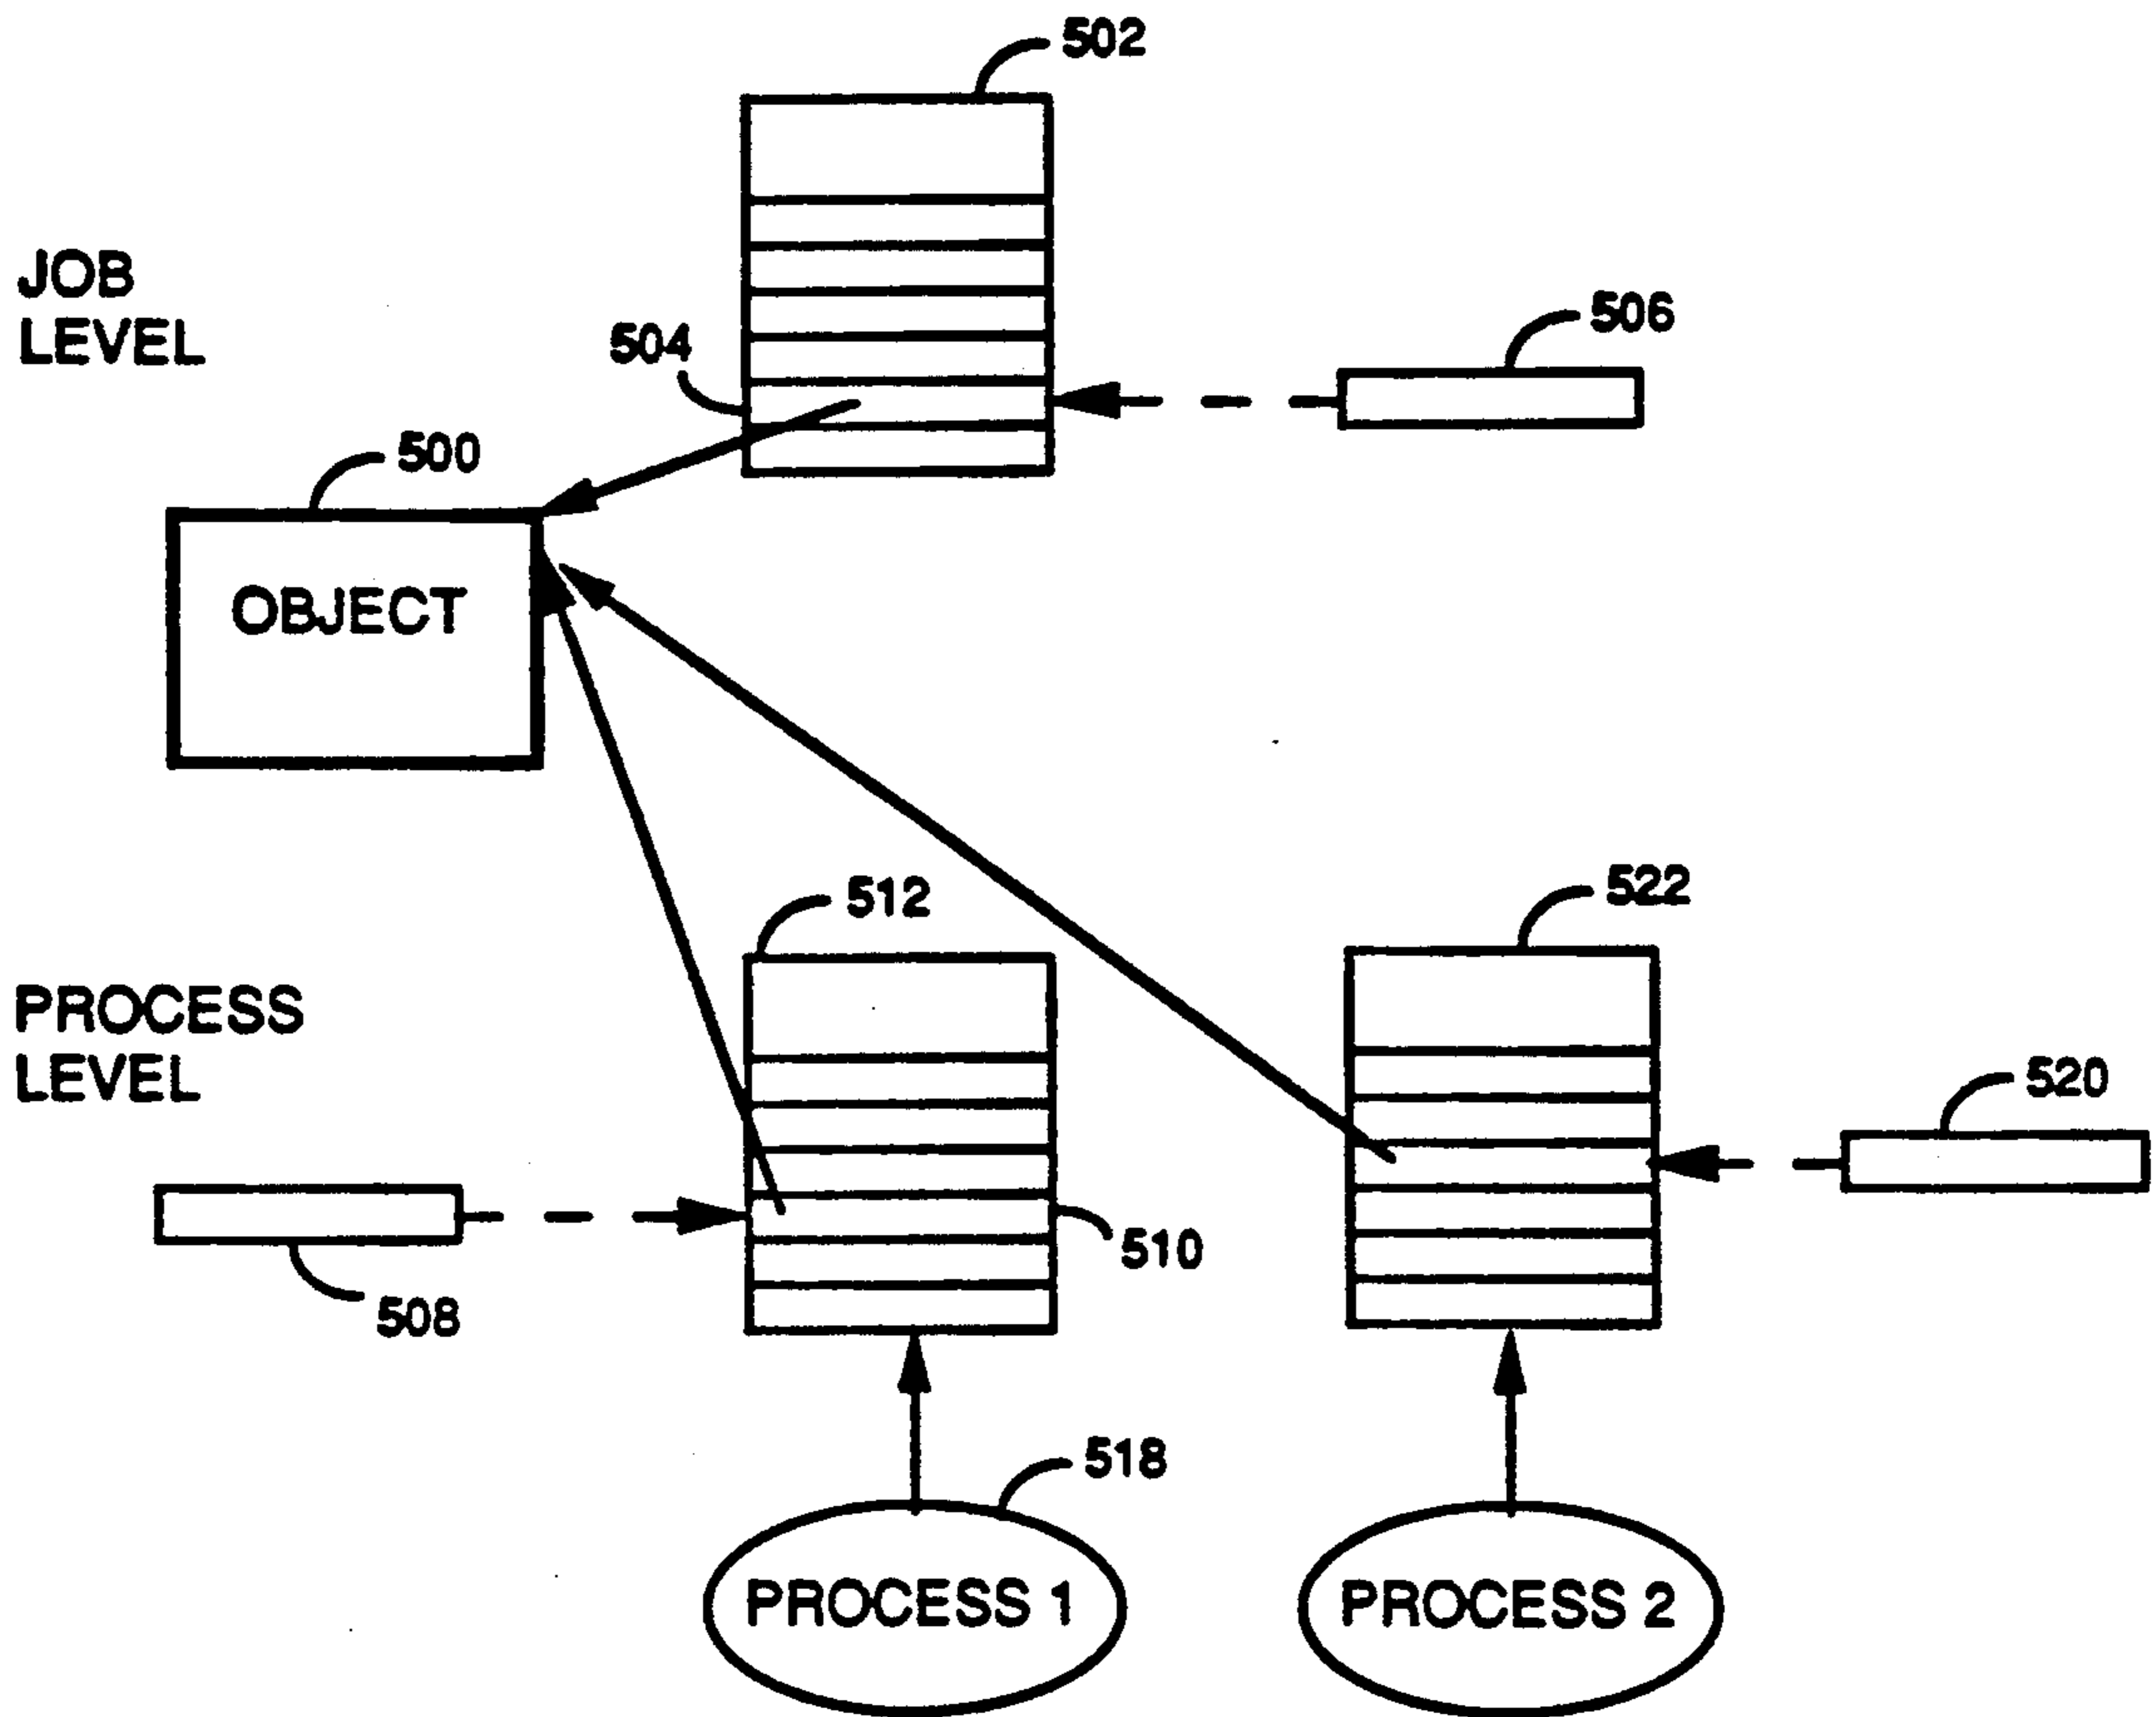 502
JOB
LEVEL
504
506
500
OBJECT
512
522
PROCESS
LEVEL
520
510
508
518
PROCESS 1
PROCESS 2